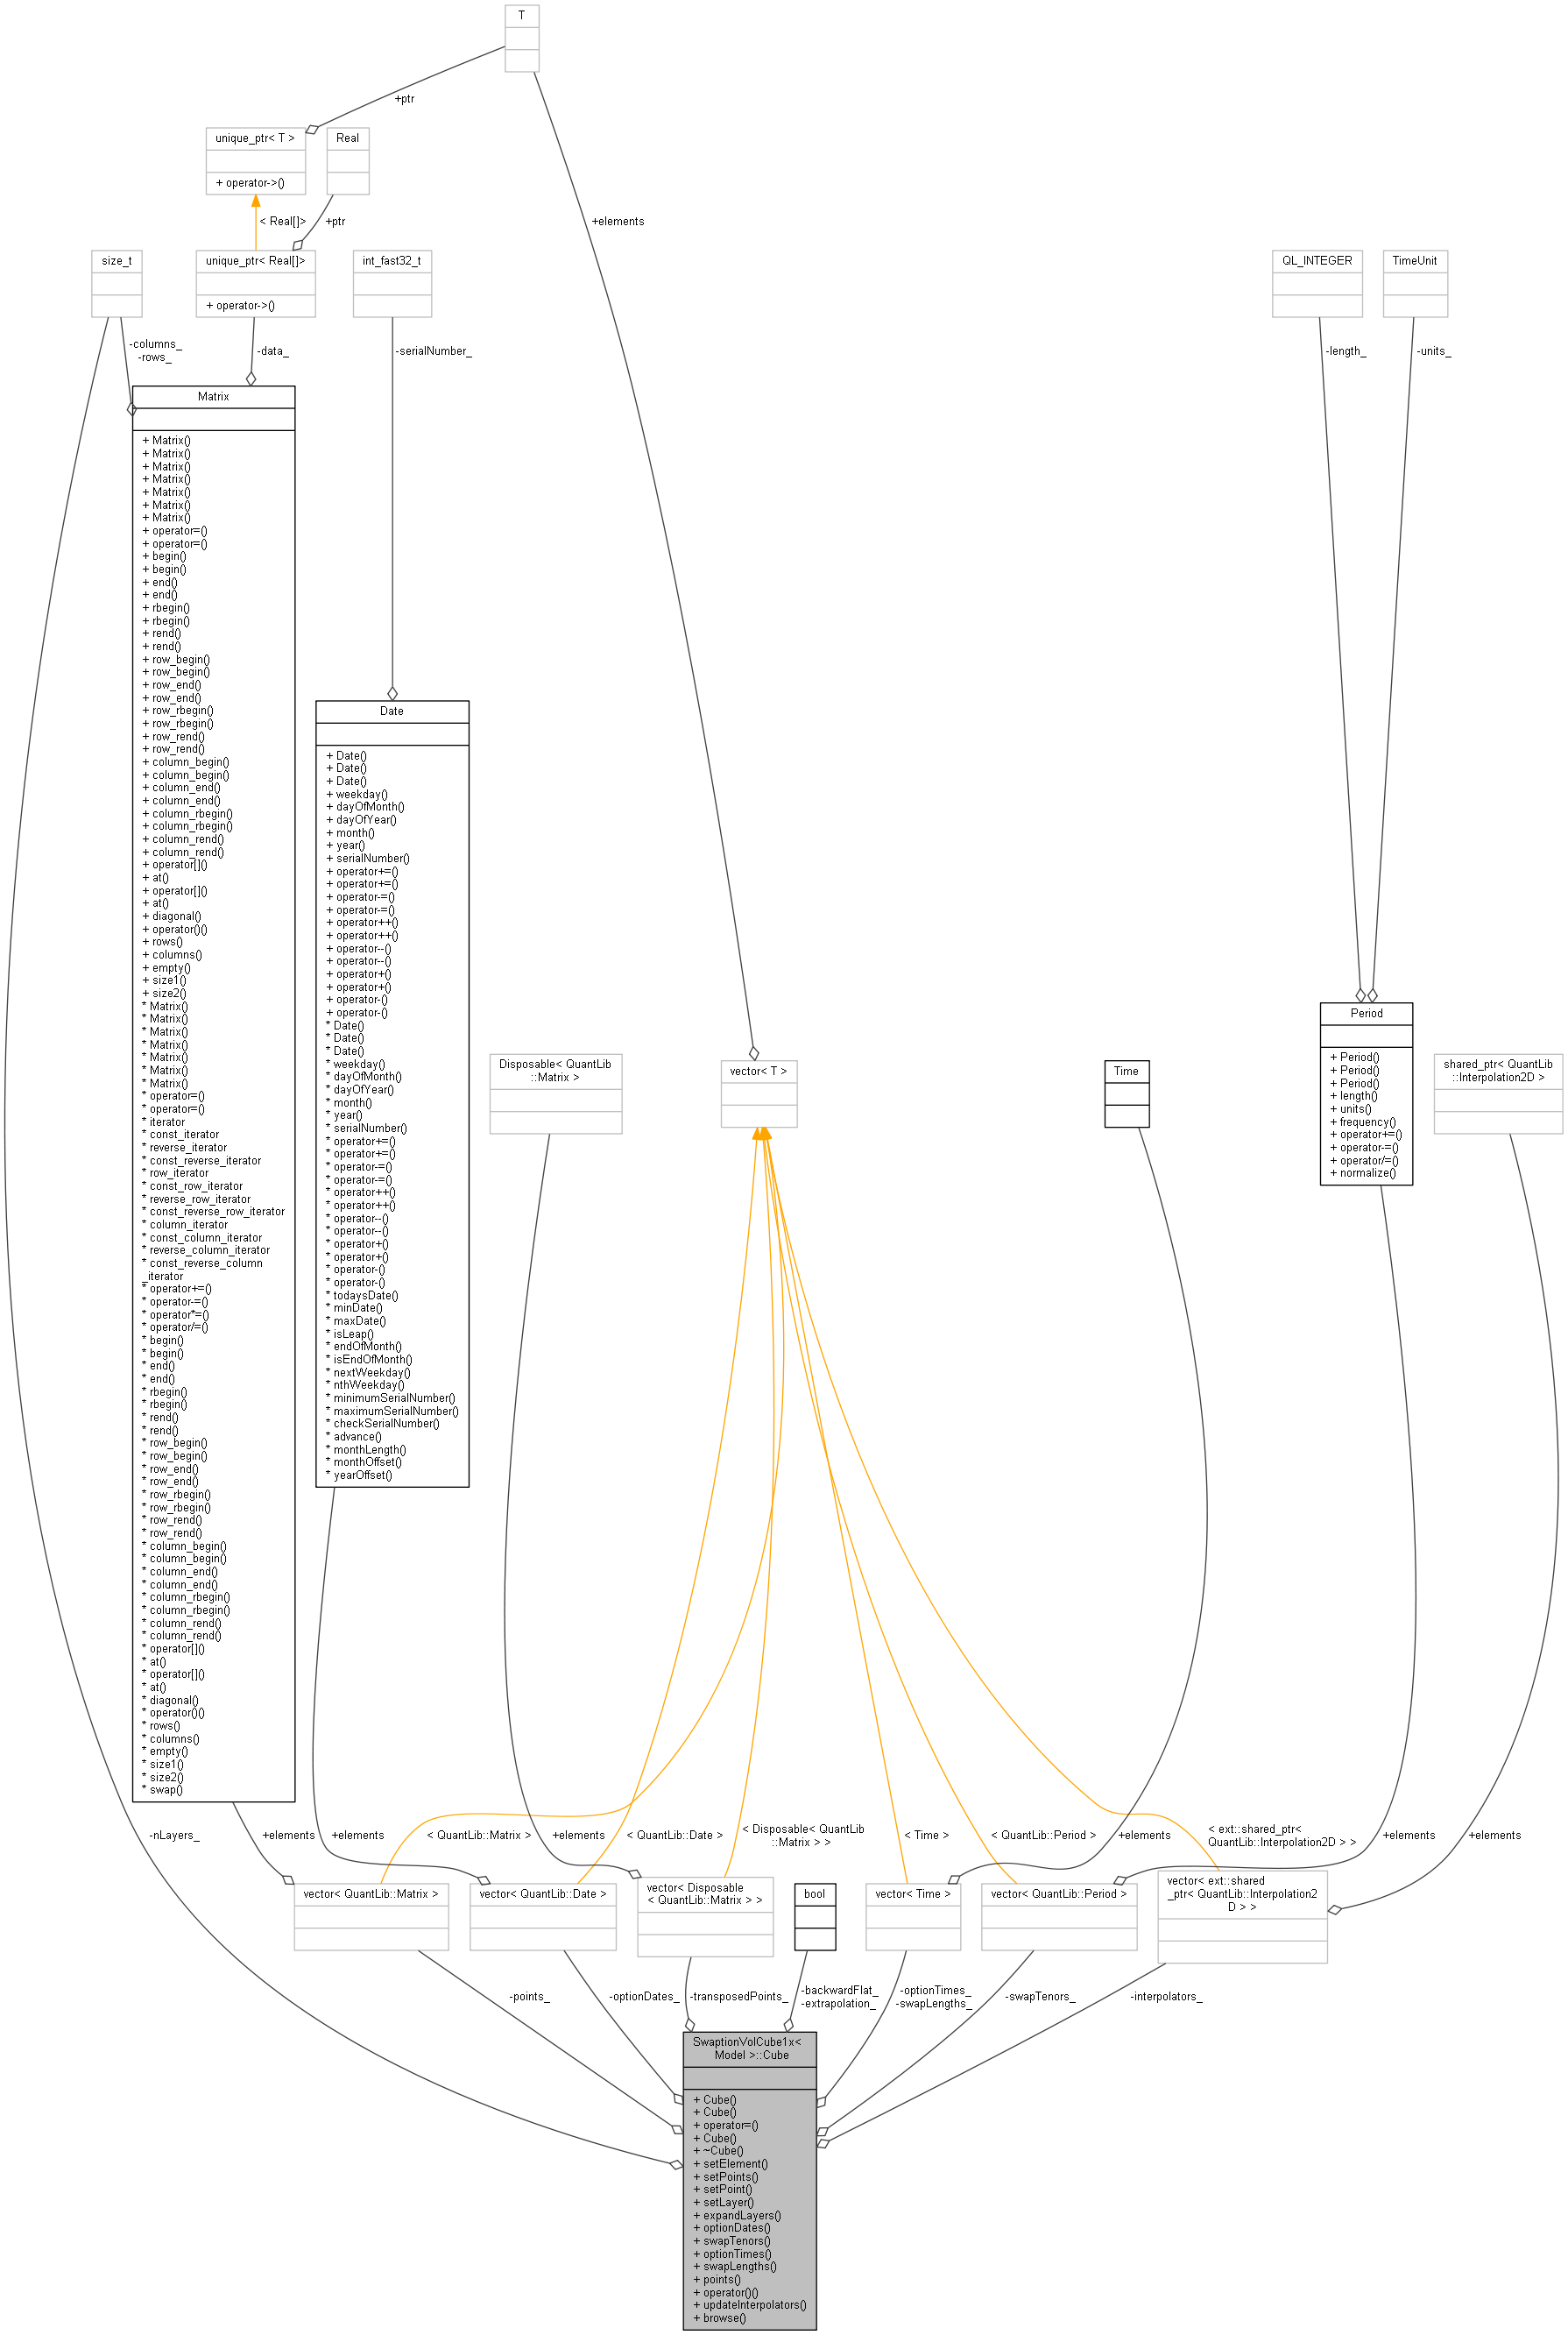 T
+ptr
unique_ptr< T >
+ operator->()
Real
+elements
< Real[]>
+ptr
size_t
unique_ptr< Real[]>
+ operator->()
int_fast32_t
QL_INTEGER
TimeUnit
-columns_
-rows_
-data_
-serialNumber_
-length_
-units_
Matrix
+ Matrix()
+ Matrix()
+ Matrix()
+ Matrix()
+ Matrix()
+ Matrix()
+ Matrix()
+ operator=()
+ operator=()
+ begin()
+ begin()
+ end()
+ end()
+ rbegin()
+ rbegin()
+ rend()
+ rend()
+ row_begin()
+ row_begin()
+ row_end()
+ row_end()
+ row_rbegin()
+ row_rbegin()
+ row_rend()
+ row_rend()
+ column_begin()
+ column_begin()
+ column_end()
+ column_end()
+ column_rbegin()
+ column_rbegin()
+ column_rend()
+ column_rend()
+ operator[]()
+ at()
+ operator[]()
+ at()
+ diagonal()
+ operator()()
+ rows()
+ columns()
+ empty()
+ size1()
+ size2()
* Matrix()
* Matrix()
* Matrix()
* Matrix()
* Matrix()
* Matrix()
* Matrix()
* operator=()
* operator=()
* iterator
* const_iterator
* reverse_iterator
* const_reverse_iterator
* row_iterator
* const_row_iterator
* reverse_row_iterator
* const_reverse_row_iterator
* column_iterator
* const_column_iterator
* reverse_column_iterator
* const_reverse_column
_iterator
* operator+=()
* operator-=()
* operator*=()
* operator/=()
* begin()
* begin()
* end()
* end()
* rbegin()
* rbegin()
* rend()
* rend()
* row_begin()
* row_begin()
* row_end()
* row_end()
* row_rbegin()
* row_rbegin()
* row_rend()
* row_rend()
* column_begin()
* column_begin()
* column_end()
* column_end()
* column_rbegin()
* column_rbegin()
* column_rend()
* column_rend()
* operator[]()
* at()
* operator[]()
* at()
* diagonal()
* operator()()
* rows()
* columns()
* empty()
* size1()
* size2()
* swap()
Date
+ Date()
+ Date()
+ Date()
+ weekday()
+ dayOfMonth()
+ dayOfYear()
+ month()
+ year()
+ serialNumber()
+ operator+=()
+ operator+=()
+ operator-=()
+ operator-=()
+ operator++()
+ operator++()
+ operator--()
+ operator--()
+ operator+()
+ operator+()
+ operator-()
+ operator-()
* Date()
* Date()
* Date()
* weekday()
* dayOfMonth()
* dayOfYear()
* month()
* year()
* serialNumber()
* operator+=()
* operator+=()
* operator-=()
* operator-=()
* operator++()
* operator++()
* operator--()
* operator--()
* operator+()
* operator+()
* operator-()
* operator-()
* todaysDate()
* minDate()
* maxDate()
* isLeap()
* endOfMonth()
* isEndOfMonth()
* nextWeekday()
* nthWeekday()
* minimumSerialNumber()
* maximumSerialNumber()
* checkSerialNumber()
* advance()
* monthLength()
* monthOffset()
* yearOffset()
Disposable< QuantLib
::Matrix >
vector< T >
Time
Period
+ Period()
+ Period()
+ Period()
+ length()
+ units()
+ frequency()
+ operator+=()
+ operator-=()
+ operator/=()
+ normalize()
shared_ptr< QuantLib
::Interpolation2D >
-nLayers_
+elements
+elements
< QuantLib::Matrix >
+elements
< QuantLib::Date >
< Disposable< QuantLib
::Matrix > >
< Time >
< QuantLib::Period >
+elements
< ext::shared_ptr<
QuantLib::Interpolation2D > >
+elements
+elements
vector< QuantLib::Matrix >
vector< QuantLib::Date >
vector< Disposable
< QuantLib::Matrix > >
bool
vector< Time >
vector< QuantLib::Period >
vector< ext::shared
_ptr< QuantLib::Interpolation2
D > >
-points_
-optionDates_
-transposedPoints_
-backwardFlat_
-extrapolation_
-optionTimes_
-swapLengths_
-swapTenors_
-interpolators_
SwaptionVolCube1x<
Model >::Cube
+ Cube()
+ Cube()
+ operator=()
+ Cube()
+ ~Cube()
+ setElement()
+ setPoints()
+ setPoint()
+ setLayer()
+ expandLayers()
+ optionDates()
+ swapTenors()
+ optionTimes()
+ swapLengths()
+ points()
+ operator()()
+ updateInterpolators()
+ browse()